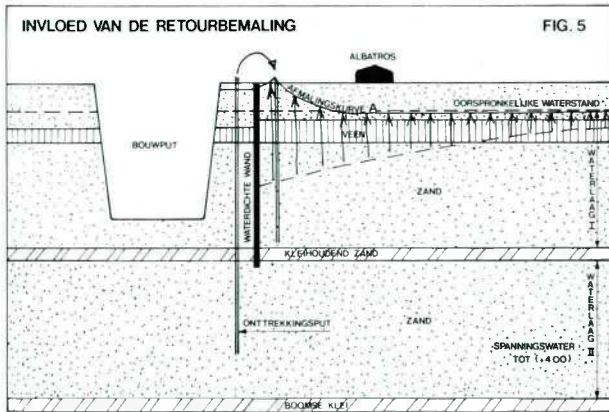 INVLOED VAN DE RETOURBEMALING
FIG. 5
ALBATROS
AFMALINGSKURVE A
OORSPRONKELIJKE WATERSTAND
VEEN
BOUWPUT
WATERDICHTE WAND
ZAND
WATERLAAG I
KLEIHOUDEND ZAND
ONTTREKKINGSPUT
ZAND
WATERLAAG II
SPANNINGSWATER
TOT (+4.00)
BOOMSE KLEI